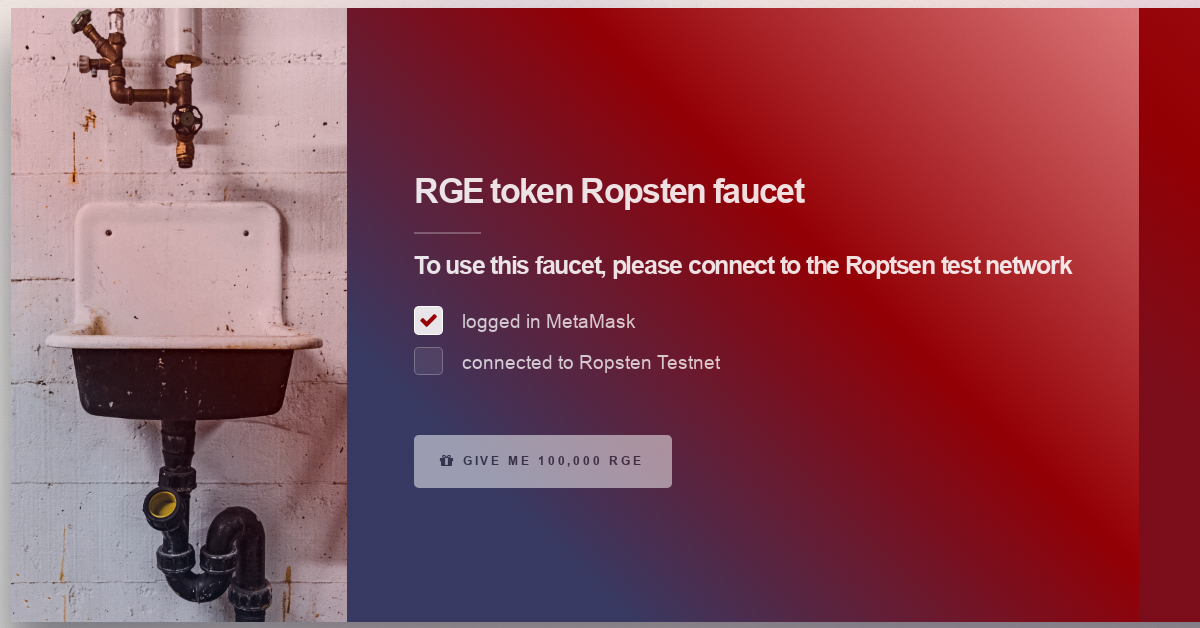 RGE token Ropsten faucet
To use this faucet, please connect to the Roptsen test network
logged in MetaMask
connected to Ropsten Testnet
GIVE ME 100,000 RGE